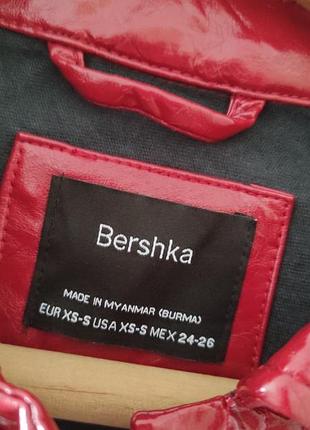 Bershka
MADE IN MYANMAR (BURMA)
EUR XS-S USA XS-S MEX 24-26